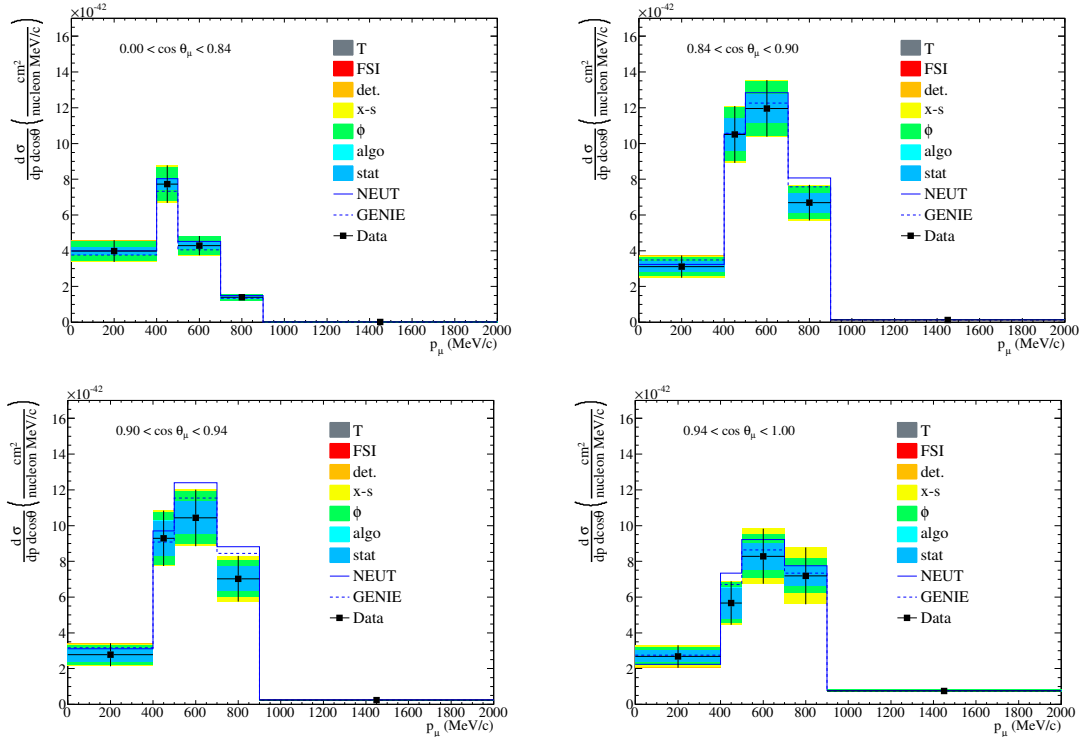 ×10⁻⁴²
0.00 < cos θμ < 0.84
d σ / dp dcosθ ( cm² / nucleon MeV/c )
16
14
12
10
8
6
4
2
0
T
FSI
det.
x-s
ϕ
algo
stat
NEUT
GENIE
Data
0 200 400 600 800 1000 1200 1400 1600 1800 2000
pμ (MeV/c)
×10⁻⁴²
0.84 < cos θμ < 0.90
d σ / dp dcosθ ( cm² / nucleon MeV/c )
16
14
12
10
8
6
4
2
0
T
FSI
det.
x-s
ϕ
algo
stat
NEUT
GENIE
Data
0 200 400 600 800 1000 1200 1400 1600 1800 2000
pμ (MeV/c)
×10⁻⁴²
0.90 < cos θμ < 0.94
d σ / dp dcosθ ( cm² / nucleon MeV/c )
16
14
12
10
8
6
4
2
0
T
FSI
det.
x-s
ϕ
algo
stat
NEUT
GENIE
Data
0 200 400 600 800 1000 1200 1400 1600 1800 2000
pμ (MeV/c)
×10⁻⁴²
0.94 < cos θμ < 1.00
d σ / dp dcosθ ( cm² / nucleon MeV/c )
16
14
12
10
8
6
4
2
0
T
FSI
det.
x-s
ϕ
algo
stat
NEUT
GENIE
Data
0 200 400 600 800 1000 1200 1400 1600 1800 2000
pμ (MeV/c)